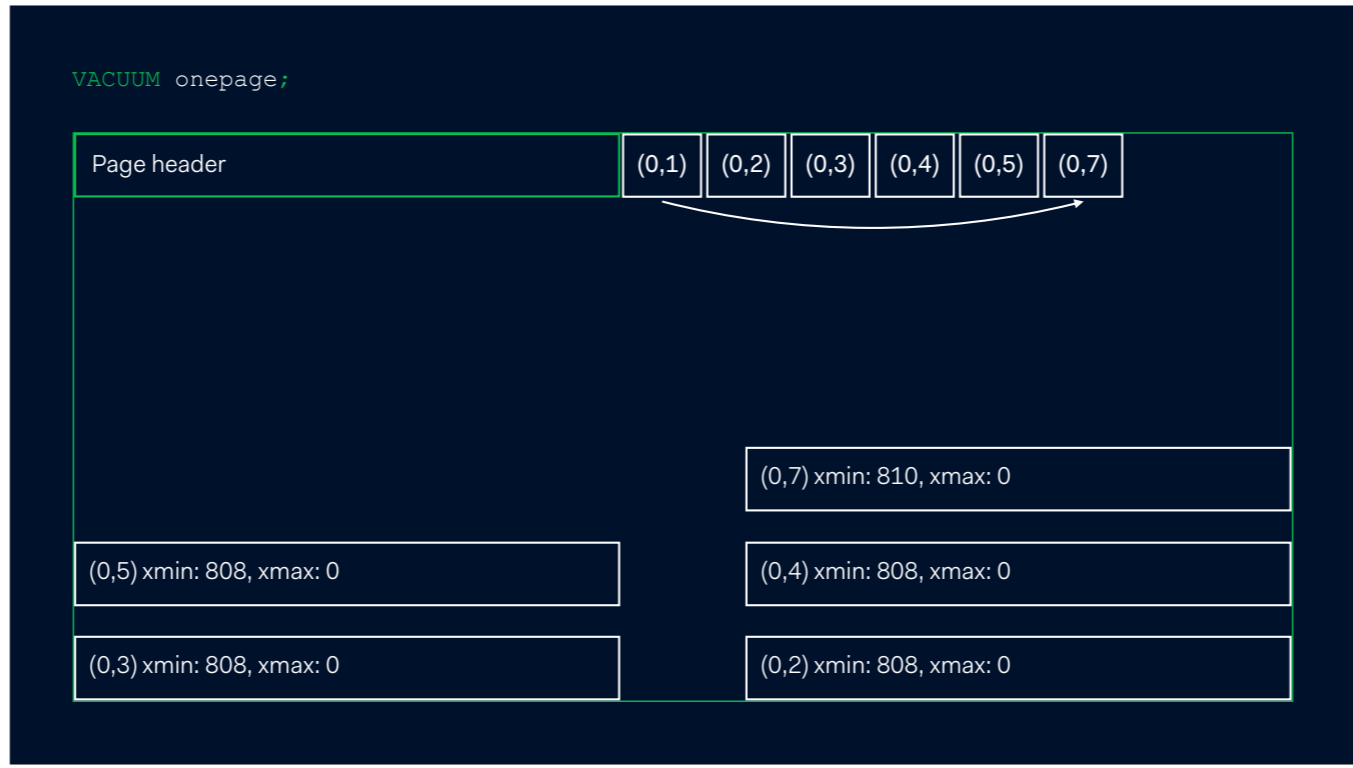 VACUUM onepage;
Page header (0,1) (0,2) (0,3) (0,4) (0,5) (0,7)
(0,7) xmin: 810, xmax: 0
(0,5) xmin: 808, xmax: 0 (0,4) xmin: 808, xmax: 0
(0,3) xmin: 808, xmax: 0 (0,2) xmin: 808, xmax: 0